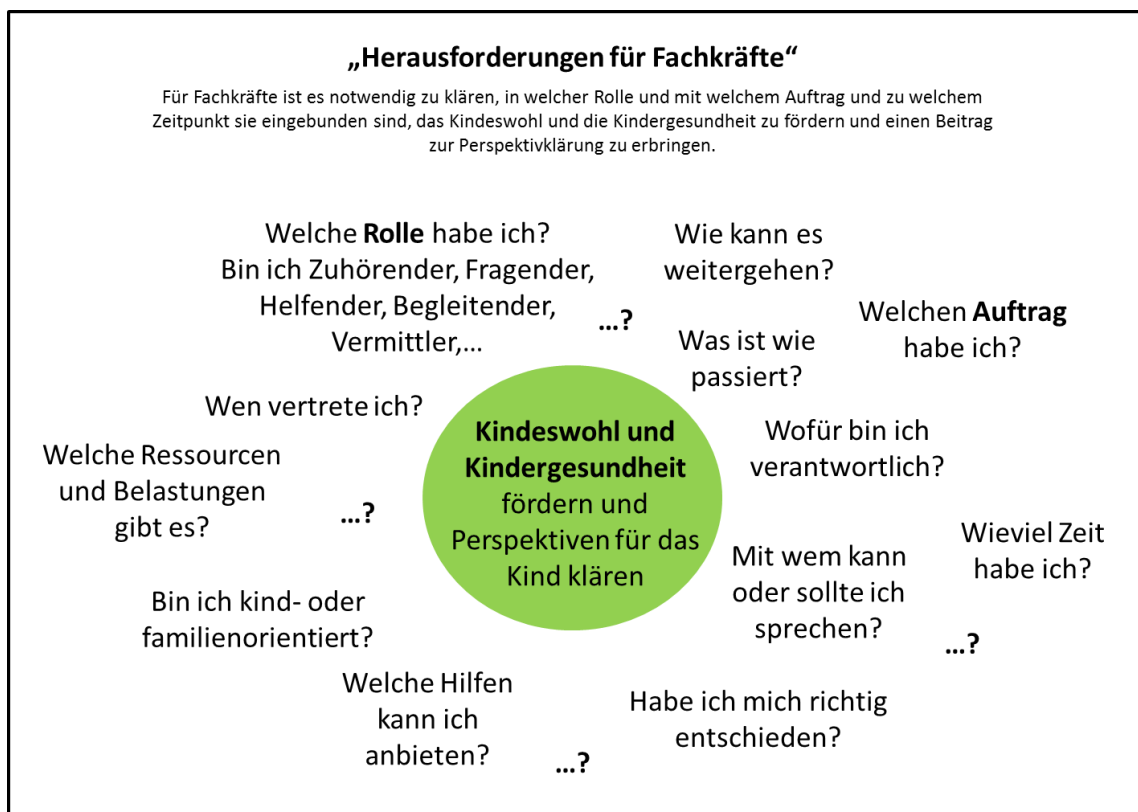 „Herausforderungen für Fachkräfte“
Für Fachkräfte ist es notwendig zu klären, in welcher Rolle und mit welchem Auftrag und zu welchem
Zeitpunkt sie eingebunden sind, das Kindeswohl und die Kindergesundheit zu fördern und einen Beitrag
zur Perspektivklärung zu erbringen.
Welche Rolle habe ich?
Bin ich Zuhörender, Fragender,
Helfender, Begleitender,
Vermittler,...
...?
Wie kann es
weitergehen?
Welchen Auftrag
habe ich?
Was ist wie
passiert?
Wen vertrete ich?
Kindeswohl und
Kindergesundheit
fördern und
Perspektiven für das
Kind klären
Wofür bin ich
verantwortlich?
Welche Ressourcen
und Belastungen
gibt es?
...?
Wieviel Zeit
habe ich?
Mit wem kann
oder sollte ich
sprechen?
...?
Bin ich kind- oder
familienorientiert?
Welche Hilfen
kann ich
anbieten?
...?
Habe ich mich richtig
entschieden?